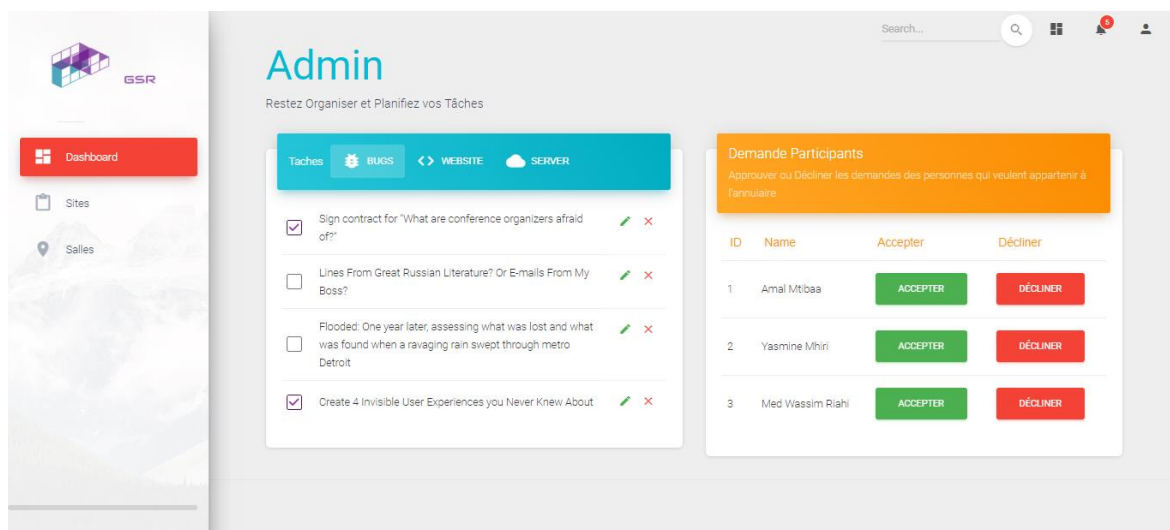 Search...
5
GSR
Admin
Restez Organiser et Planifiez vos Tâches
Dashboard
Sites
Salles
Taches BUGS WEBSITE SERVER
Sign contract for "What are conference organizers afraid
of?"
Lines From Great Russian Literature? Or E-mails From My
Boss?
Flooded: One year later, assessing what was lost and what
was found when a ravaging rain swept through metro
Detroit
Create 4 Invisible User Experiences you Never Knew About
Demande Participants
Approuver ou Décliner les demandes des personnes qui veulent appartenir à
l'annuiaire
ID Name Accepter Décliner
1 Amal Mtibaa ACCEPTER DÉCLINER
2 Yasmine Mhiri ACCEPTER DÉCLINER
3 Med Wassim Riahi ACCEPTER DÉCLINER